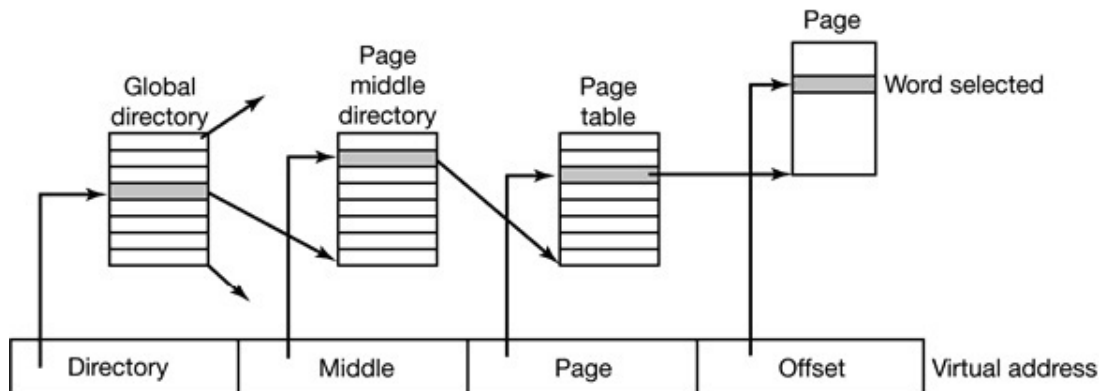 Page
Word selected
Global
directory
Page
middle
directory
Page
table
Directory
Middle
Page
Offset
Virtual address